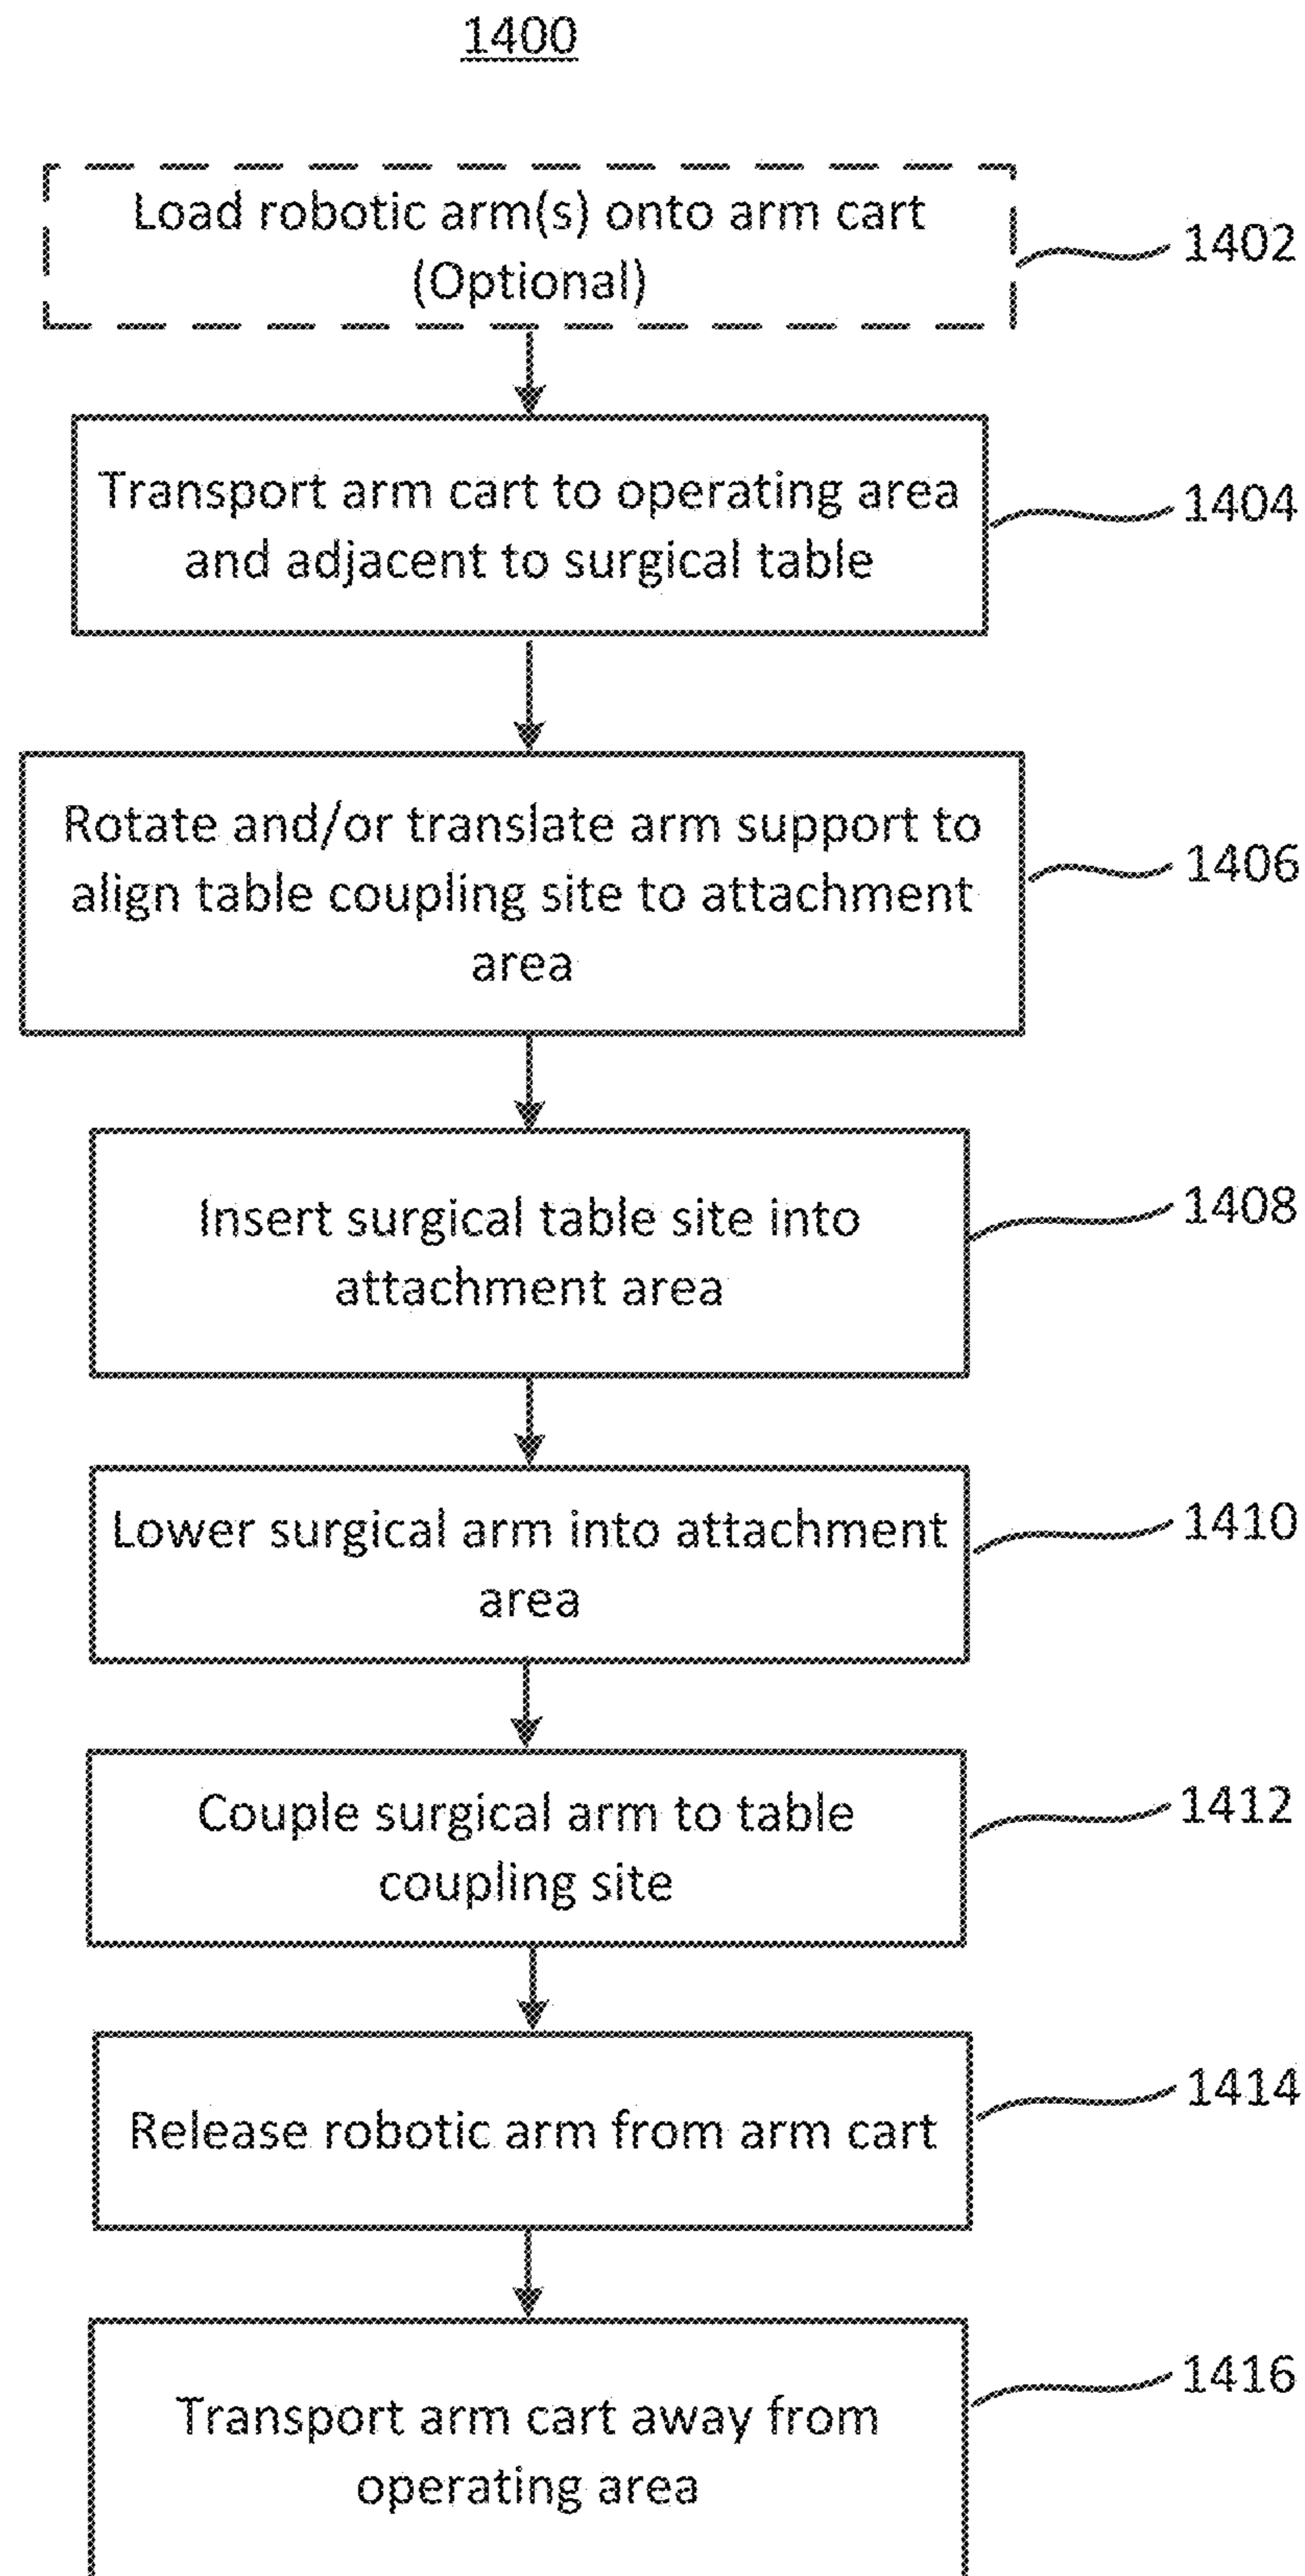 1400
Load robotic arm(s) onto arm cart
(Optional)
1402
Transport arm cart to operating area
and adjacent to surgical table
1404
Rotate and/or translate arm support to
align table coupling site to attachment
area
1406
Insert surgical table site into
attachment area
1408
Lower surgical arm into attachment
area
1410
Couple surgical arm to table
coupling site
1412
Release robotic arm from arm cart
1414
Transport arm cart away from
operating area
1416